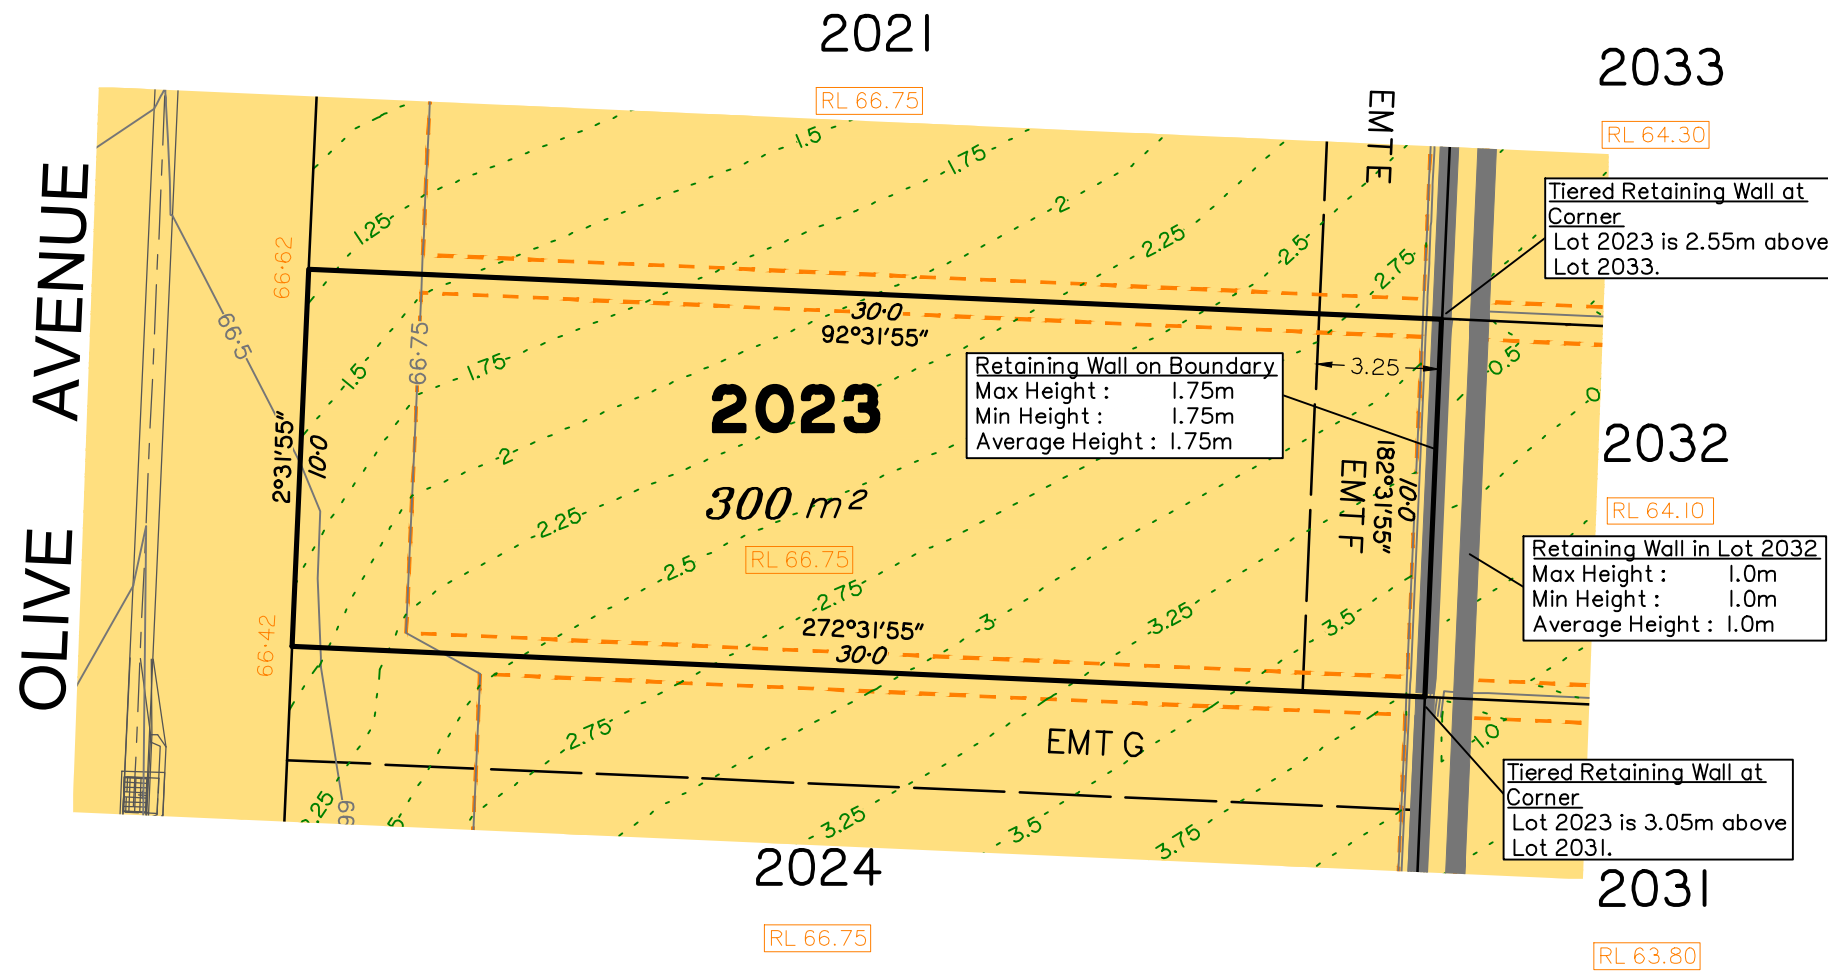 2021
RL 66.75
2033
RL 64.30
EMT E
Tiered Retaining Wall at
Corner
Lot 2023 is 2.55m above
Lot 2033.
OLIVE AVENUE
66·62
66·5
66·75
66·42
66
1.25
1.5
1.75
2
2.25
2.5
2.75
30·0
92°31'55"
Retaining Wall on Boundary
Max Height : 1.75m
Min Height : 1.75m
Average Height : 1.75m
3.25
0.5
0
2023
300 m²
RL 66.75
2°31'55"
10·0
1.5
1.75
2
2.25
2.5
2.75
3
3.25
3.5
182°31'55"
10·0
EMT F
2032
RL 64.10
Retaining Wall in Lot 2032
Max Height : 1.0m
Min Height : 1.0m
Average Height : 1.0m
272°31'55"
30·0
2.75
EMT G
1.0
3.25
3.5
3.75
Tiered Retaining Wall at
Corner
Lot 2023 is 3.05m above
Lot 2031.
2024
RL 66.75
2031
RL 63.80